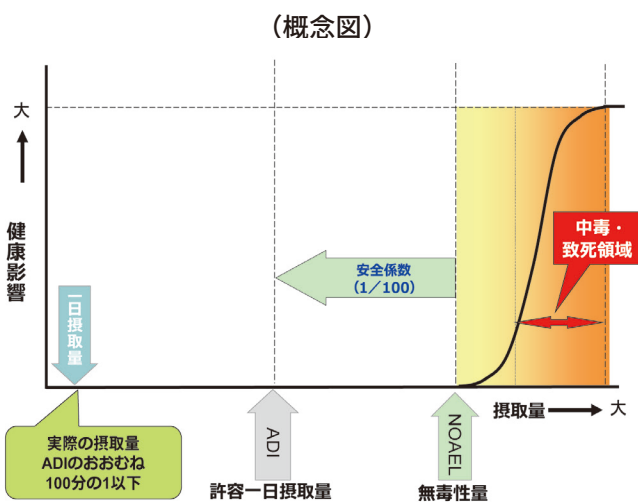 （概念図）
大
健康影響
中毒・
致死領域
安全係数
（1／100）
一日摂取量
摂取量
大
実際の摂取量
ADIのおおむね
100分の1以下
ADI
許容一日摂取量
NOAEL
無毒性量